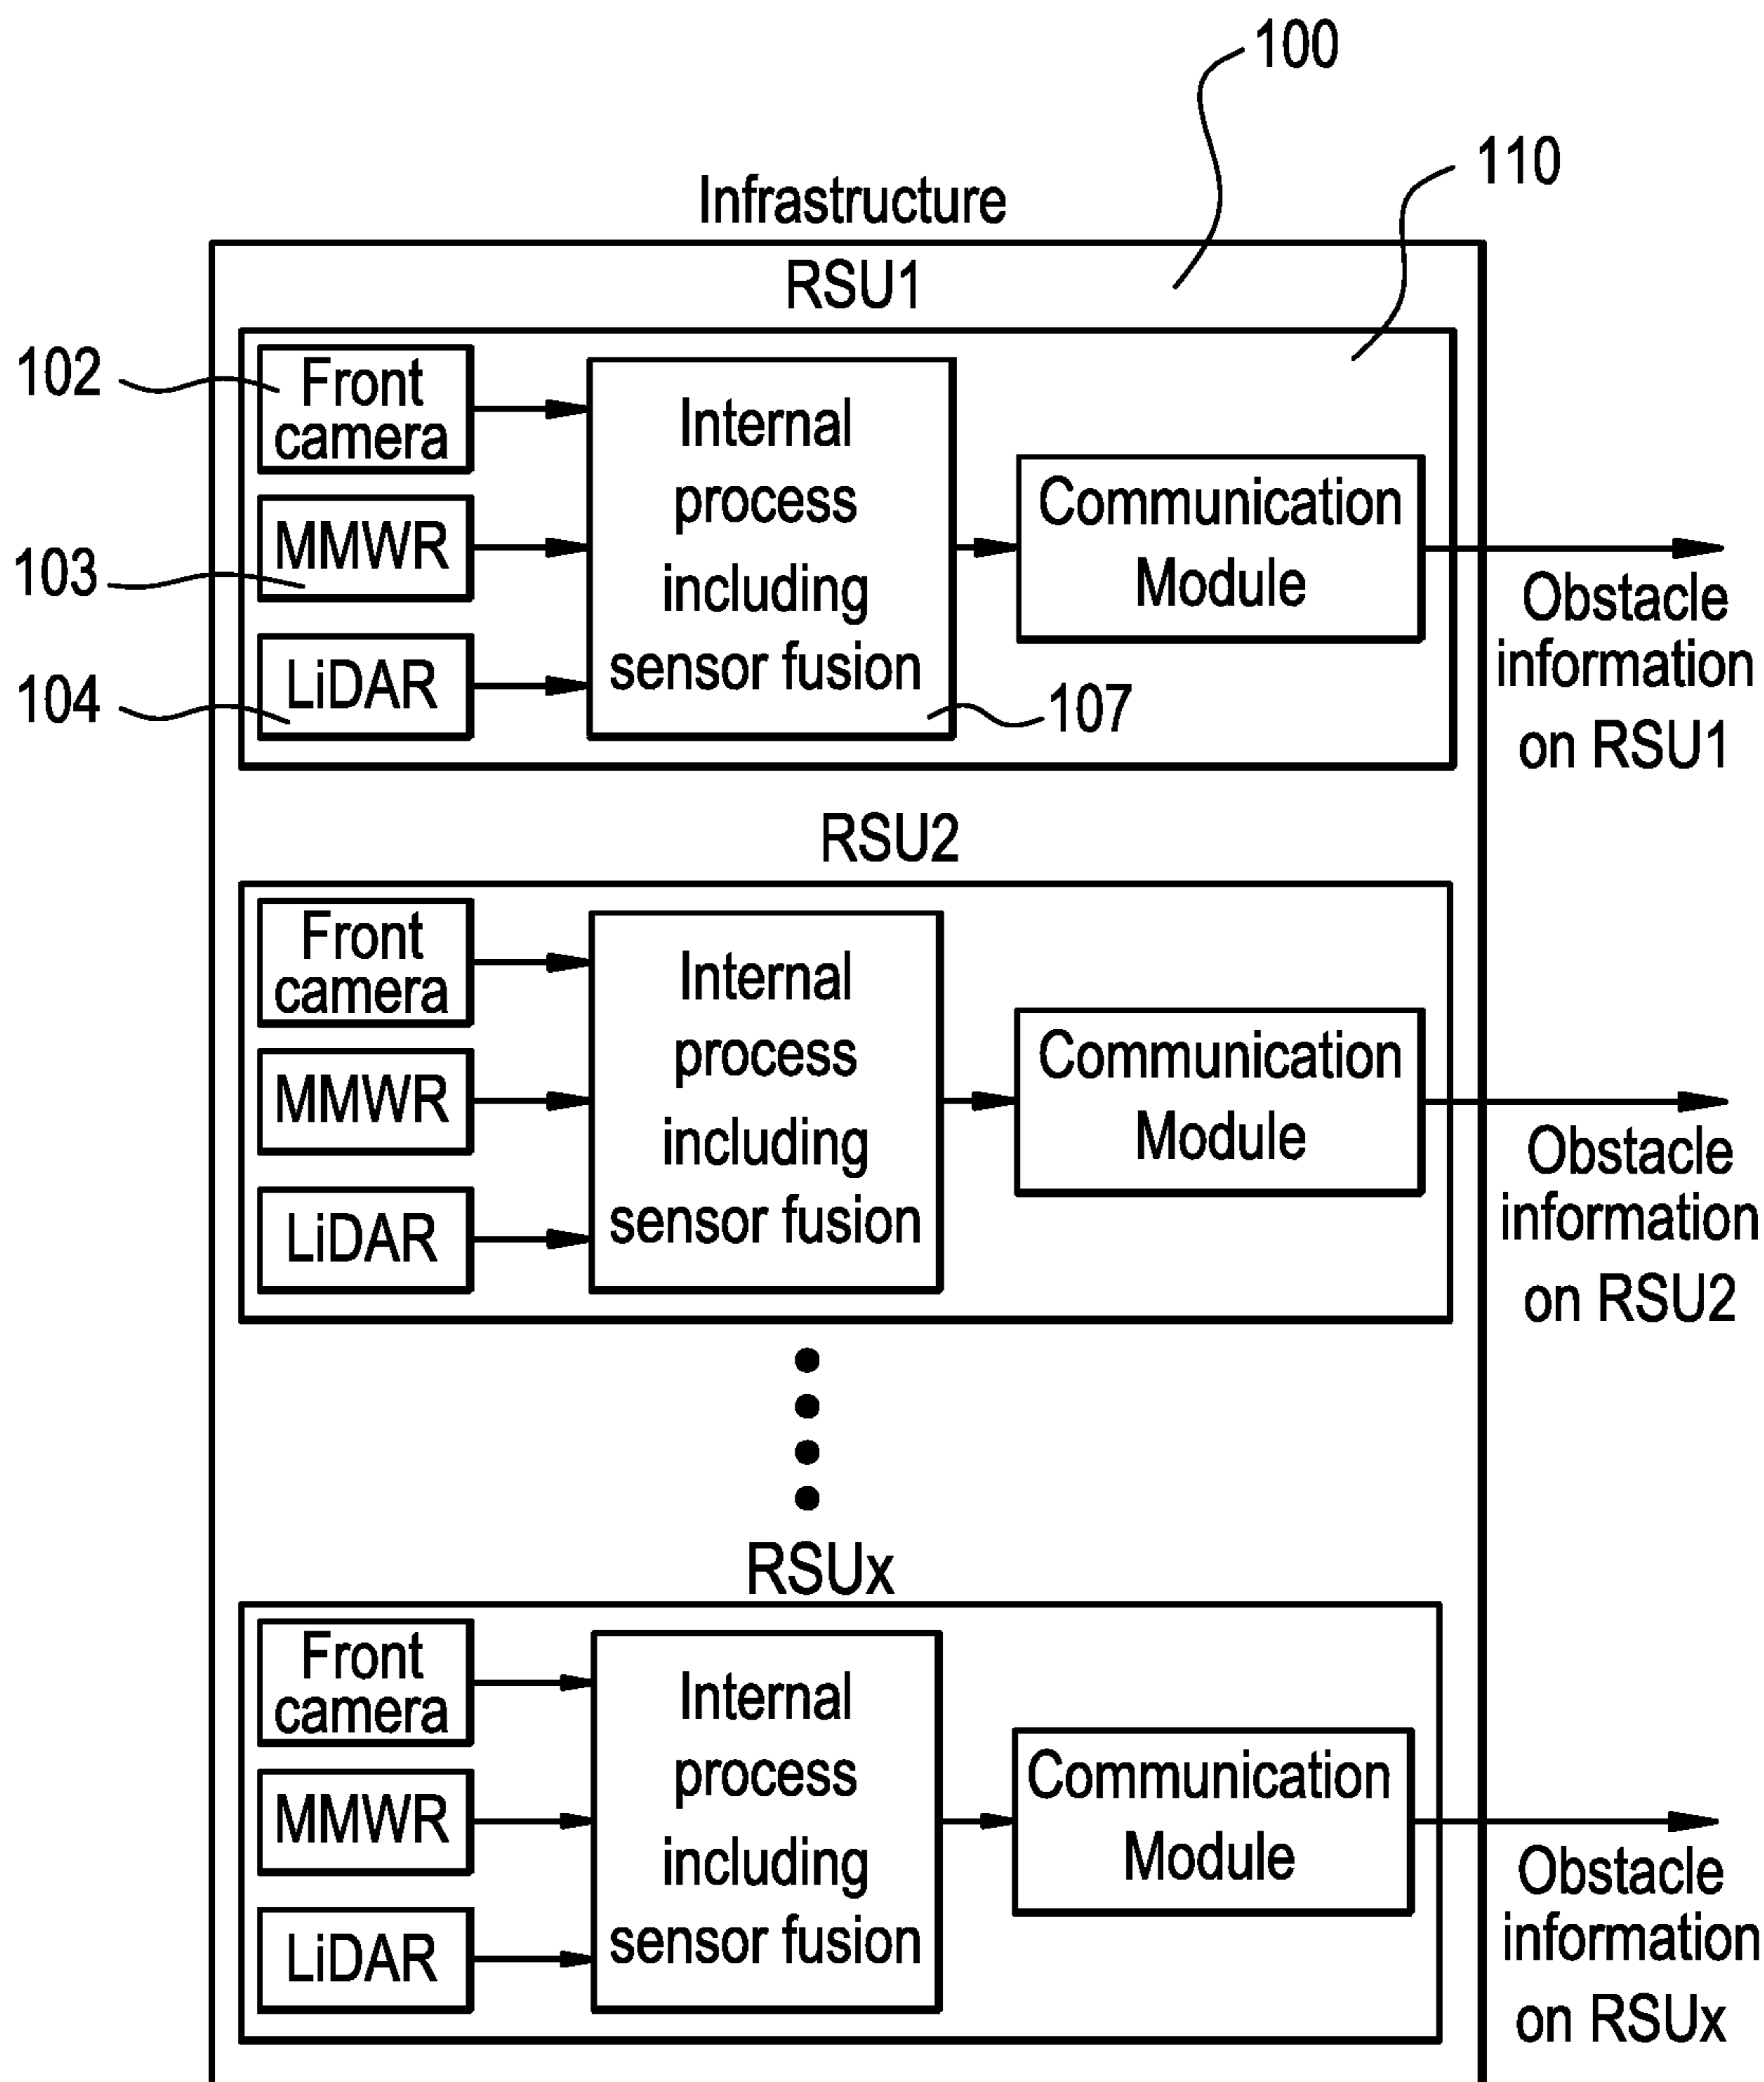 100
110
Infrastructure
RSU1
102
Front
camera
103
MMWR
104
LiDAR
Internal
process
including
sensor fusion
107
Communication
Module
Obstacle
information
on RSU1
RSU2
Front
camera
MMWR
LiDAR
Internal
process
including
sensor fusion
Communication
Module
Obstacle
information
on RSU2
RSUx
Front
camera
MMWR
LiDAR
Internal
process
including
sensor fusion
Communication
Module
Obstacle
information
on RSUx